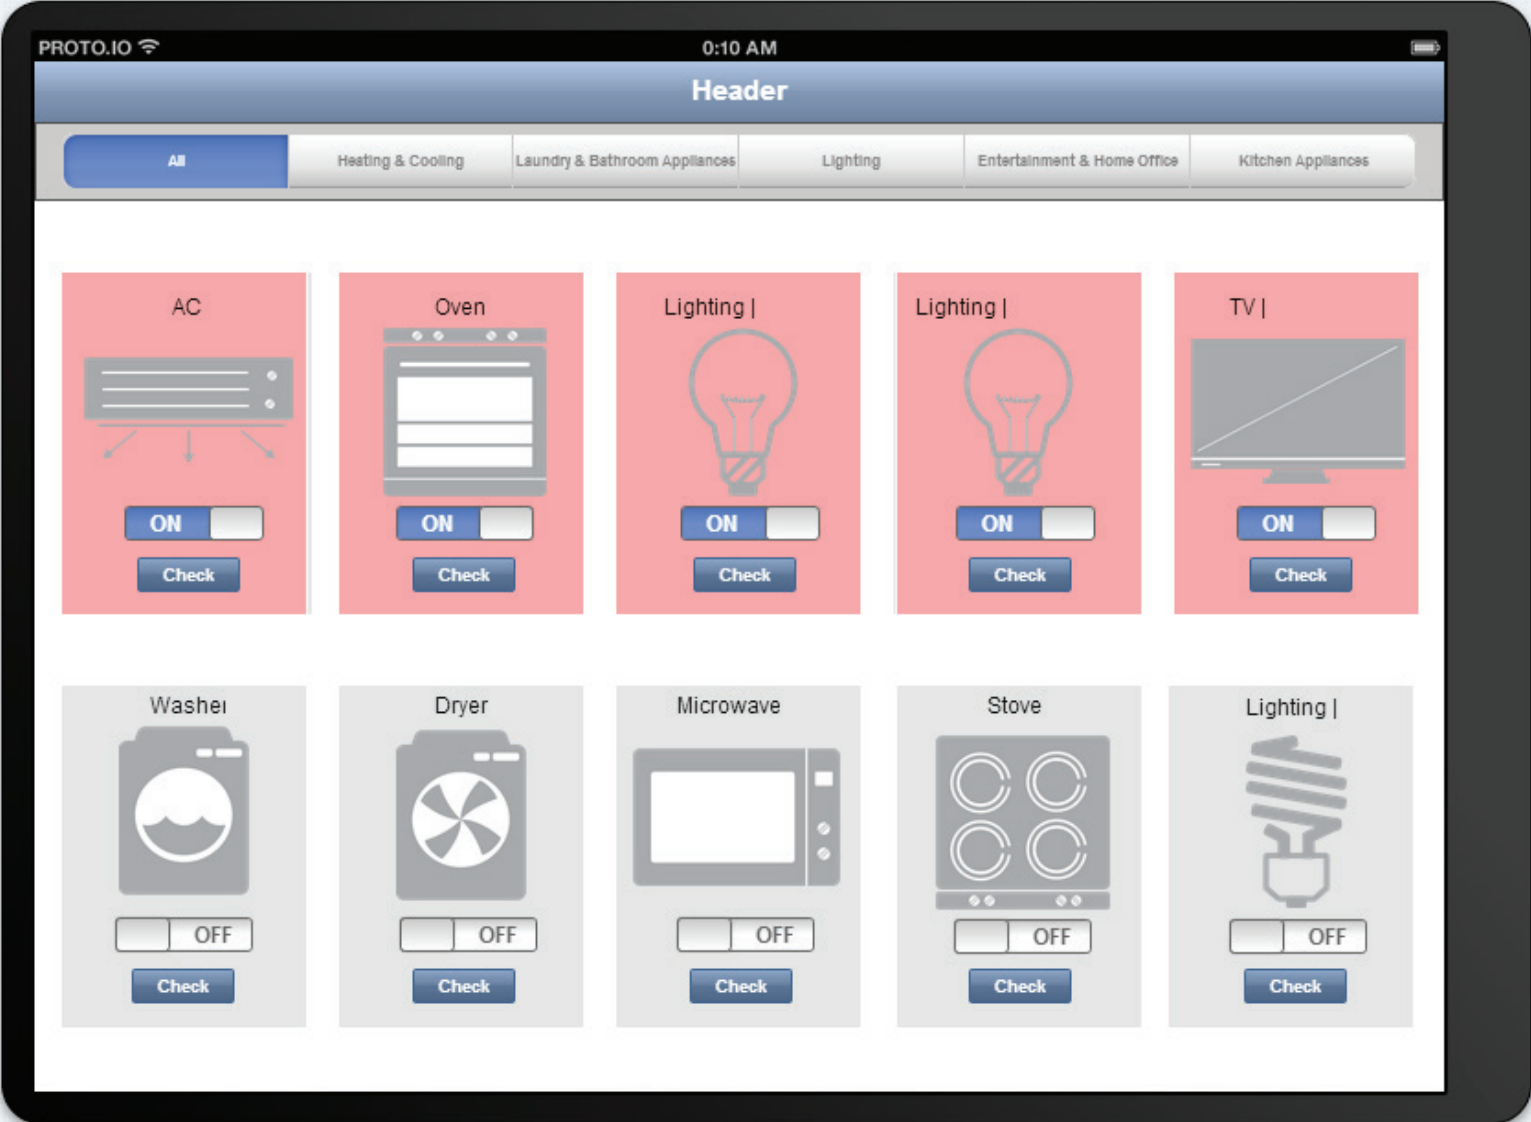 PROTO.IO 0:10 AM
Header
All Heating & Cooling Laundry & Bathroom Appliances Lighting Entertainment & Home Office Kitchen Appliances
AC Oven Lighting | Lighting | TV |
ON ON ON ON ON
Check Check Check Check Check
Washer Dryer Microwave Stove Lighting |
OFF OFF OFF OFF OFF
Check Check Check Check Check